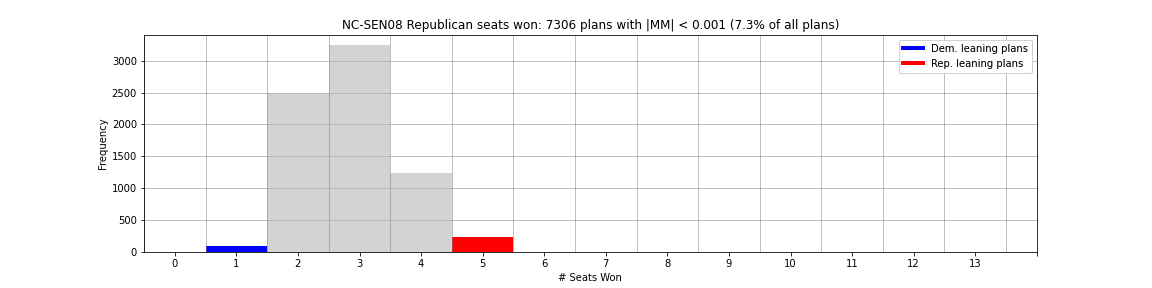 NC-SEN08 Republican seats won: 7306 plans with |MM| < 0.001 (7.3% of all plans)
Dem. leaning plans
Rep. leaning plans
Frequency
3000
2500
2000
1500
1000
500
0
0 1 2 3 4 5 6 7 8 9 10 11 12 13
# Seats Won